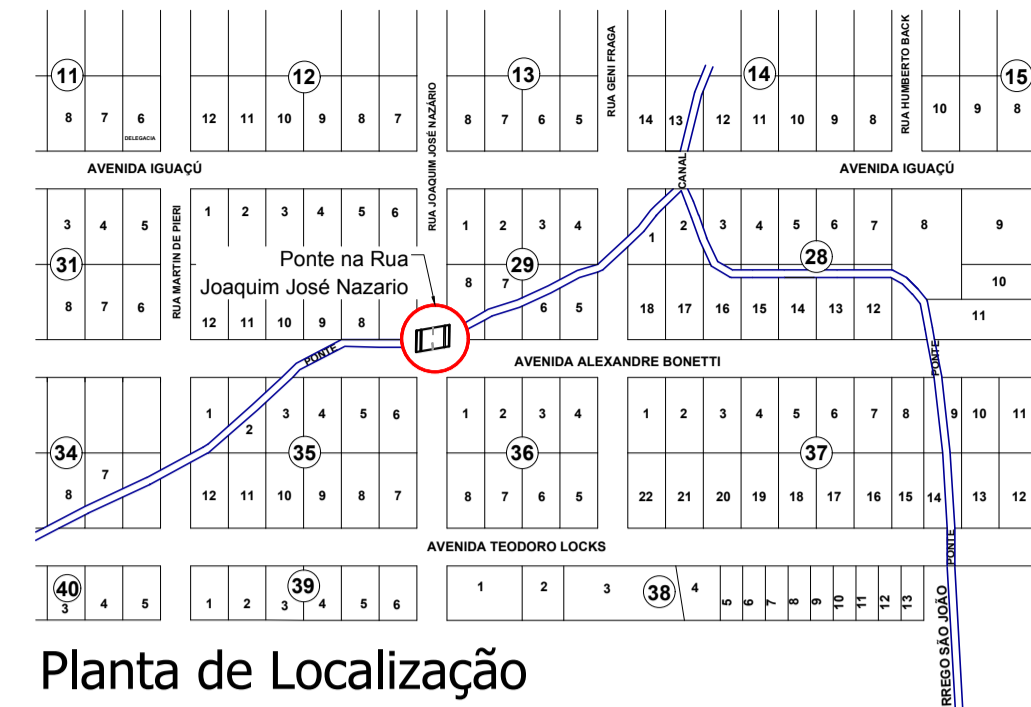 RUA GENI FRAGA
RUA HUMBERTO BACK
RUA JOAQUIM JOSÉ NAZÁRIO
11
12
13
14
15
8 7 6
DELEGACIA
12 11 10 9 8 7
8 7 6 5
14 13 12 11 10 9 8
10 9 8
AVENIDA IGUAÇÚ
CANAL
AVENIDA IGUAÇÚ
RUA MARTIN DE PIERI
3 4 5
1 2 3 4 5 6
1 2 3 4
1 2 3 4 5 6 7 8 9
31
29
28
Ponte na Rua
Joaquim José Nazario
8 7 6
12 11 10 9 8
8 7 6 5
18 17 16 15 14 13 12
10
11
PONTE
AVENIDA ALEXANDRE BONETTI
PONTE
1 2 3 4 5 6
1 2 3 4
1 2 3 4 5 6 7 8 9 10 11
34
35
36
37
7
8
12 11 10 9 8 7
8 7 6 5
22 21 20 19 18 17 16 15 14 13 12
AVENIDA TEODORO LOCKS
PONTE
40
39
38
3 4 5
1 2 3 4 5 6
1 2 3 4 5 6 7 8 9 10 11 12 13
RREGO SÃO JOÃO
Planta de Localização